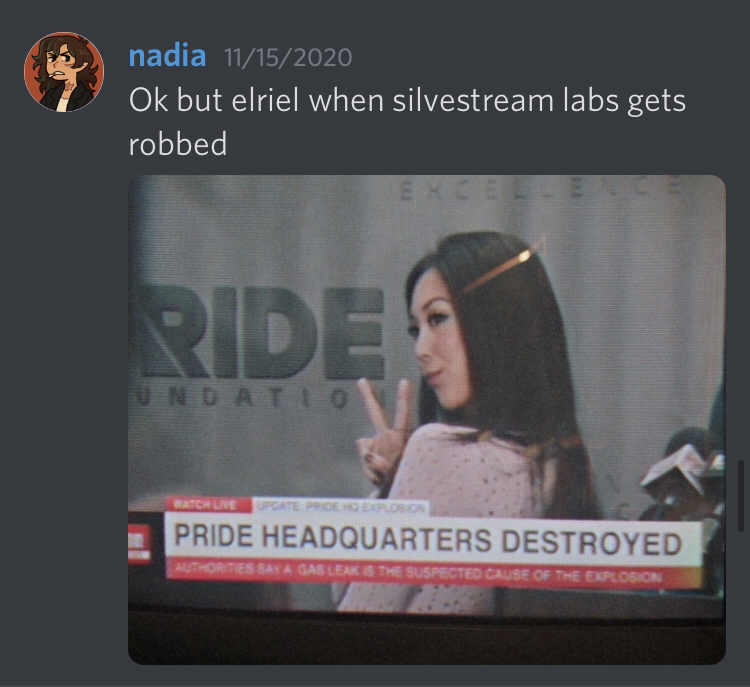 nadia 11/15/2020
Ok but elriel when silvestream labs gets
robbed
EXCELLENCE
RIDE
UNDATIO
WATCH LIVE UPDATE: PRIDE HQ EXPLOSION
PRIDE HEADQUARTERS DESTROYED
AUTHORITIES SAY A GAS LEAK IS THE SUSPECTED CAUSE OF THE EXPLOSION